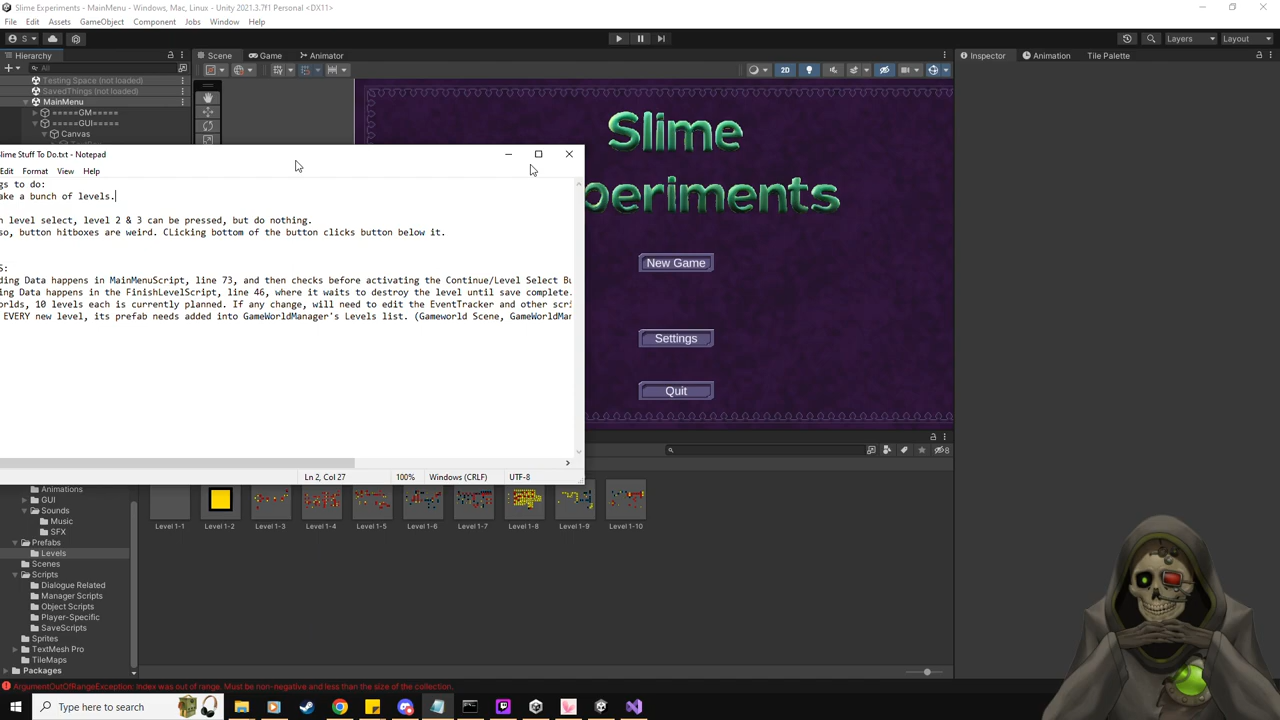 Slime Experiments - MainMenu - Windows, Mac, Linux - Unity 2021.3.7f1 Personal <DX11>
File Edit Assets GameObject Component Jobs Window Help
S Layers Layout
Hierarchy Scene Game Animator Inspector Animation Tile Palette
All
2D
Testing Space (not loaded)
SavedThings (not loaded)
MainMenu
=====GM=====
=====GUI=====
Canvas
Slime
periments
New Game
Settings
Quit
lime Stuff To Do.txt - Notepad
Edit Format View Help
gs to do:
ake a bunch of levels.
n level select, level 2 & 3 can be pressed, but do nothing.
so, button hitboxes are weird. CLicking bottom of the button clicks button below it.
S:
ding Data happens in MainMenuScript, line 73, and then checks before activating the Continue/Level Select Bu
ing Data happens in the FinishLevelScript, line 46, where it waits to destroy the level until save complete.
orlds, 10 levels each is currently planned. If any change, will need to edit the EventTracker and other scri
EVERY new level, its prefab needs added into GameWorldManager's Levels list. (Gameworld Scene, GameWorldMan
Ln 2, Col 27 100% Windows (CRLF) UTF-8
8
Animations
GUI
Sounds
Music
SFX
Prefabs
Levels
Scenes
Scripts
Dialogue Related
Manager Scripts
Object Scripts
Player-Specific
SaveScripts
Sprites
TextMesh Pro
TileMaps
Packages
Level 1-1 Level 1-2 Level 1-3 Level 1-4 Level 1-5 Level 1-6 Level 1-7 Level 1-8 Level 1-9 Level 1-10
ArgumentOutOfRangeException: Index was out of range. Must be non-negative and less than the size of the collection.
Type here to search